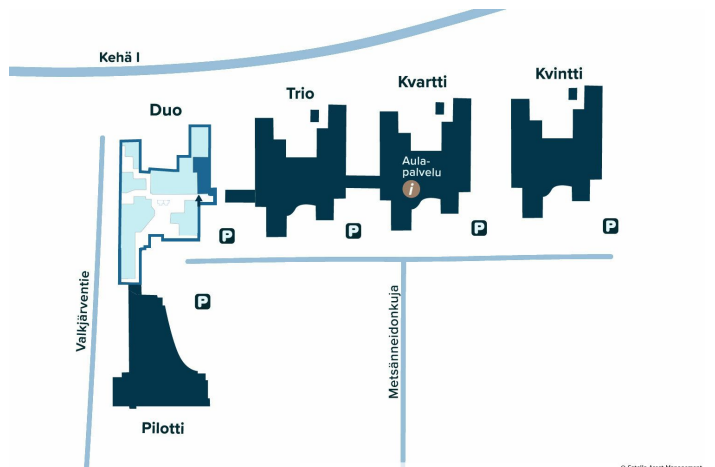 Kehä I
Duo
Trio
Kvartti
Kvintti
Aula-
palvelu
i
P
P
P
P
P
Valkjärventie
Metsänneidonkuja
Pilotti